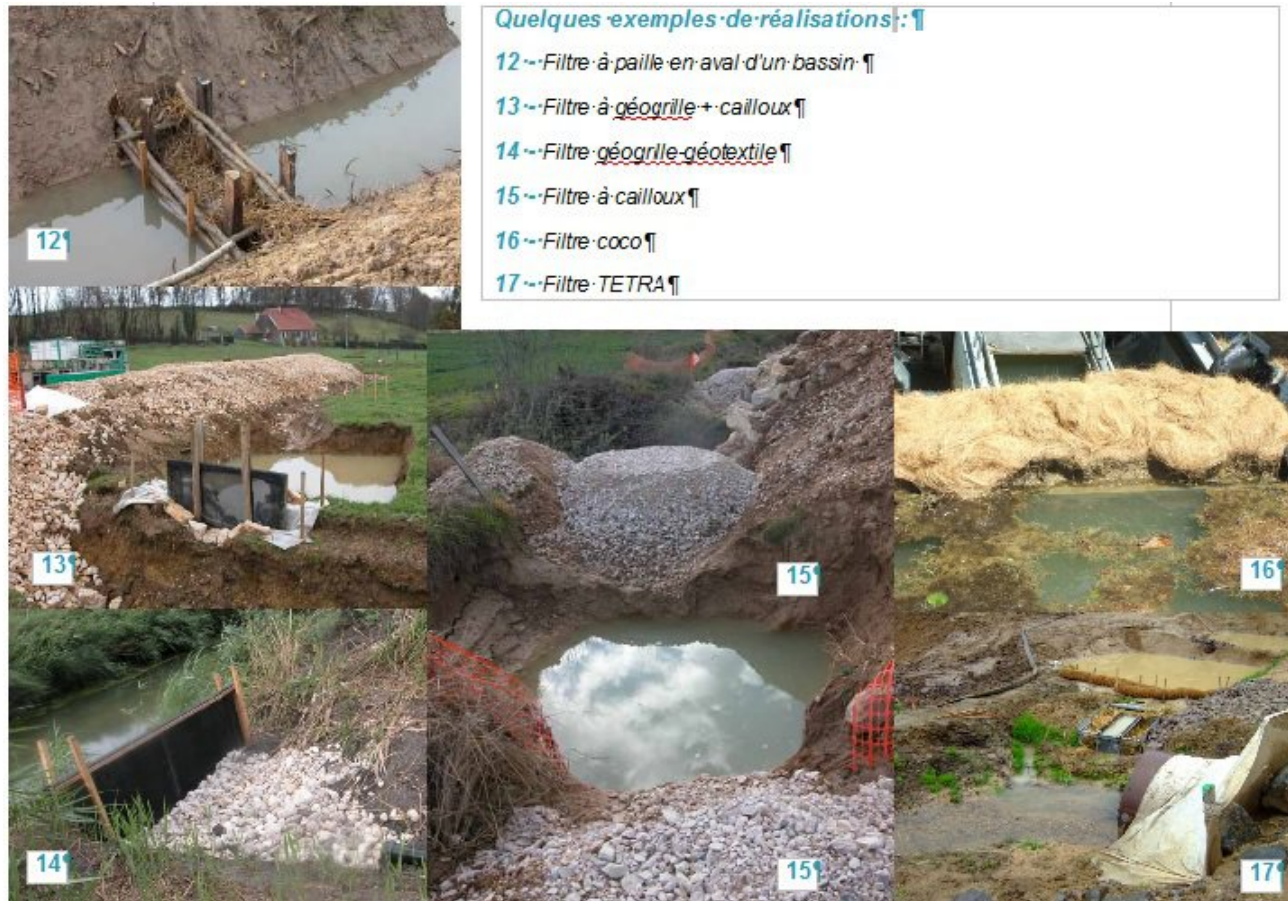 Quelques exemples de réalisations : ¶
12 - Filtre à paille en aval d'un bassin ¶
13 - Filtre à géogrille + cailloux¶
14 - Filtre géogrille-géotextile¶
15 - Filtre à cailloux¶
16 - Filtre coco¶
17 - Filtre TETRA¶
12¶
13¶
15¶
16¶
14¶
15¶
17¶